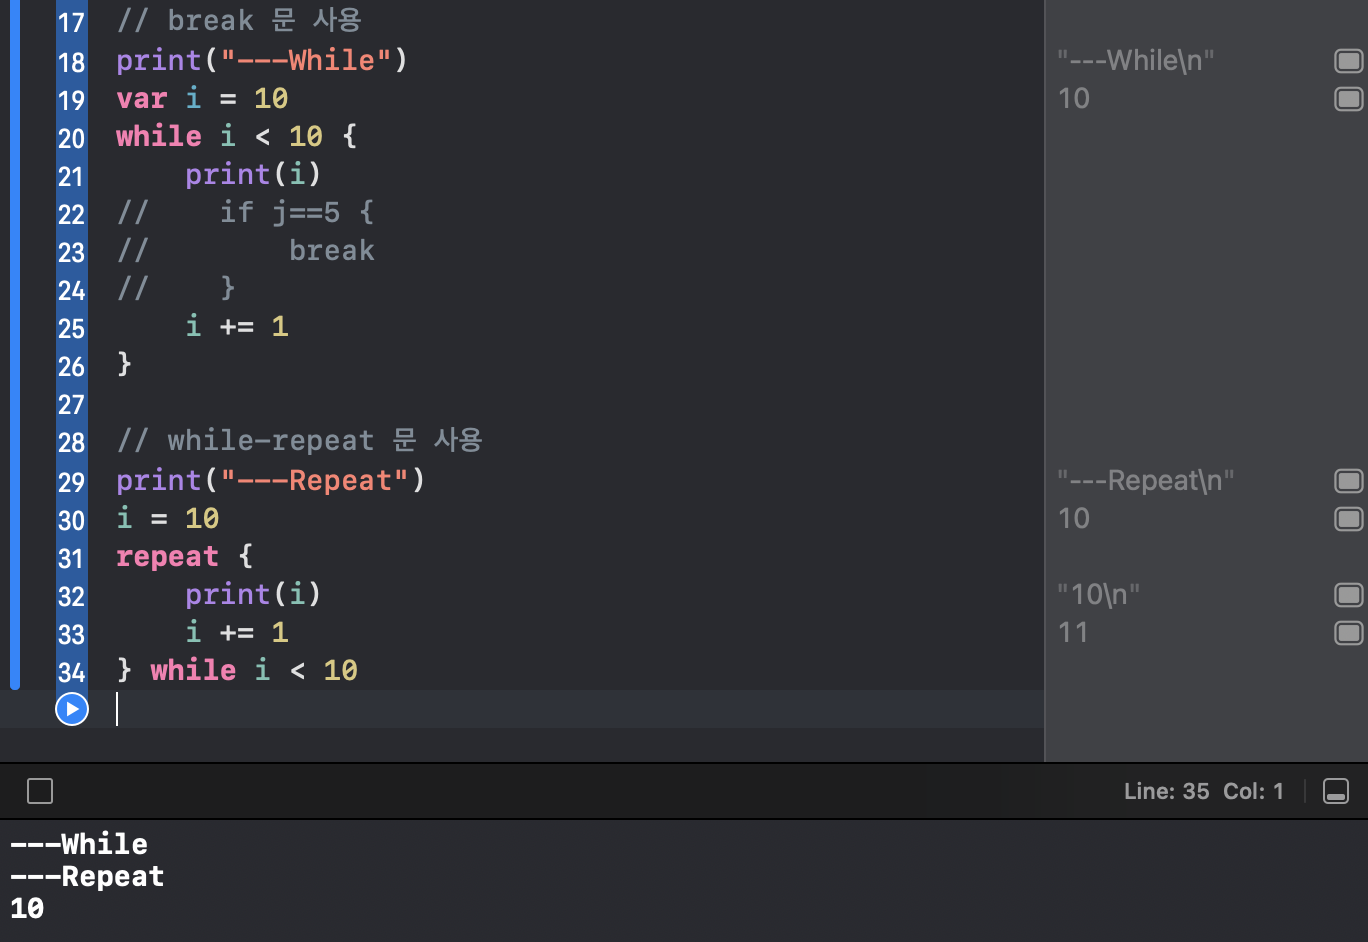 17 // break 문 사용
18 print("---While") "---While\n"
19 var i = 10 10
20 while i < 10 {
21     print(i)
22 //    if j==5 {
23 //        break
24 //    }
25     i += 1
26 }
27
28 // while-repeat 문 사용
29 print("---Repeat") "---Repeat\n"
30 i = 10 10
31 repeat {
32     print(i) "10\n"
33     i += 1 11
34 } while i < 10
Line: 35 Col: 1
---While
---Repeat
10